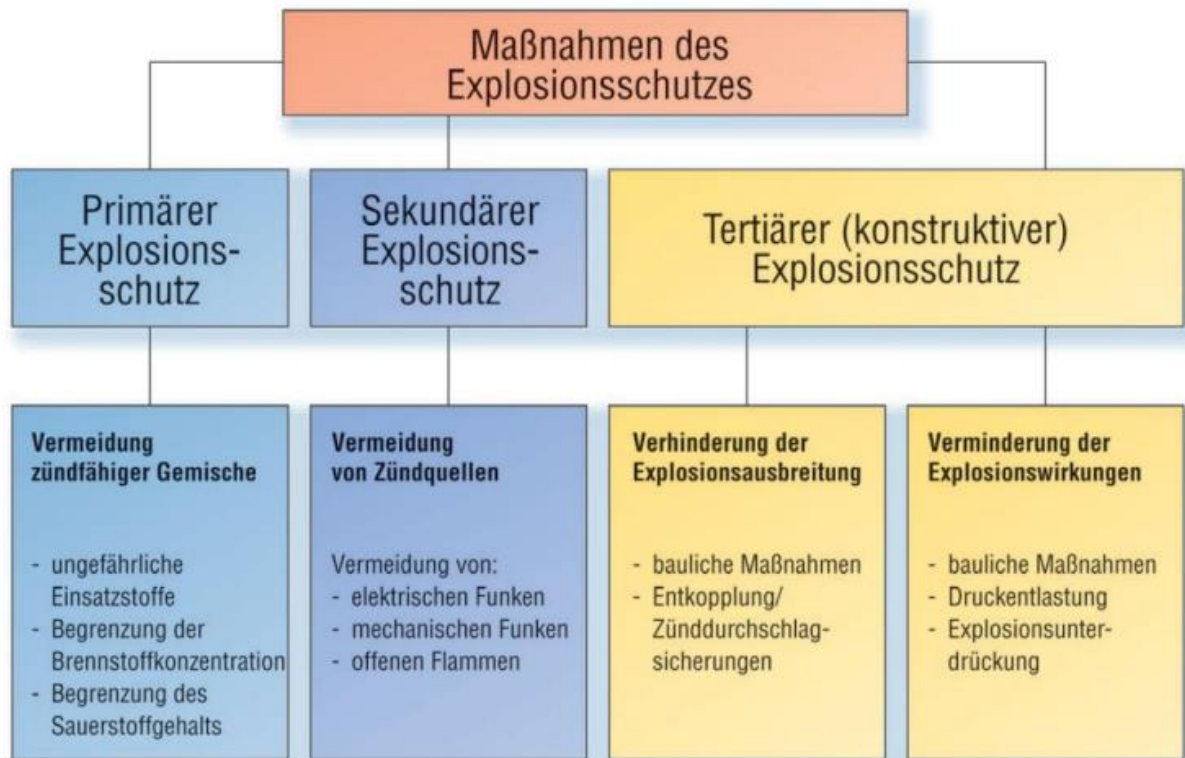 Maßnahmen des
Explosionsschutzes
Primärer
Explosions-
schutz
Sekundärer
Explosions-
schutz
Tertiärer (konstruktiver)
Explosionsschutz
Vermeidung
zündfähiger Gemische
- ungefährliche
Einsatzstoffe
- Begrenzung der
Brennstoffkonzentration
- Begrenzung des
Sauerstoffgehalts
Vermeidung
von Zündquellen
Vermeidung von:
- elektrischen Funken
- mechanischen Funken
- offenen Flammen
Verhinderung der
Explosionsausbreitung
- bauliche Maßnahmen
- Entkopplung/
Zünddurchschlag-
sicherungen
Verminderung der
Explosionswirkungen
- bauliche Maßnahmen
- Druckentlastung
- Explosionsunter-
drückung